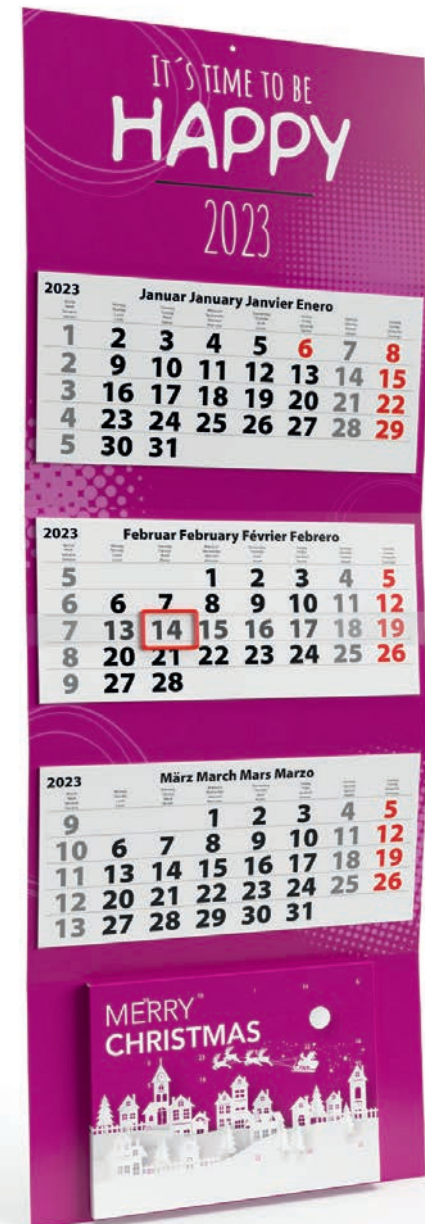 IT´S TIME TO BE
HAPPY
2023
2023 Januar January Janvier Enero
1 2 3 4 5 6 7 8
2 9 10 11 12 13 14 15
3 16 17 18 19 20 21 22
4 23 24 25 26 27 28 29
5 30 31
2023 Februar February Février Febrero
5 1 2 3 4 5
6 6 7 8 9 10 11 12
7 13 14 15 16 17 18 19
8 20 21 22 23 24 25 26
9 27 28
2023 März March Mars Marzo
9 1 2 3 4 5
10 6 7 8 9 10 11 12
11 13 14 15 16 17 18 19
12 20 21 22 23 24 25 26
13 27 28 29 30 31
MERRY
CHRISTMAS